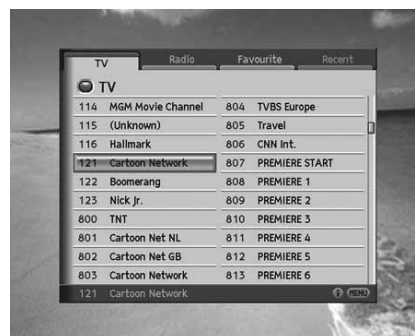 TV Radio Favourite Recent
TV
114 MGM Movie Channel
115 (Unknown)
116 Hallmark
121 Cartoon Network
122 Boomerang
123 Nick Jr.
800 TNT
801 Cartoon Net NL
802 Cartoon Net GB
803 Cartoon Network
804 TVBS Europe
805 Travel
806 CNN Int.
807 PREMIERE START
808 PREMIERE 1
809 PREMIERE 2
810 PREMIERE 3
811 PREMIERE 4
812 PREMIERE 5
813 PREMIERE 6
121 Cartoon Network i MENU